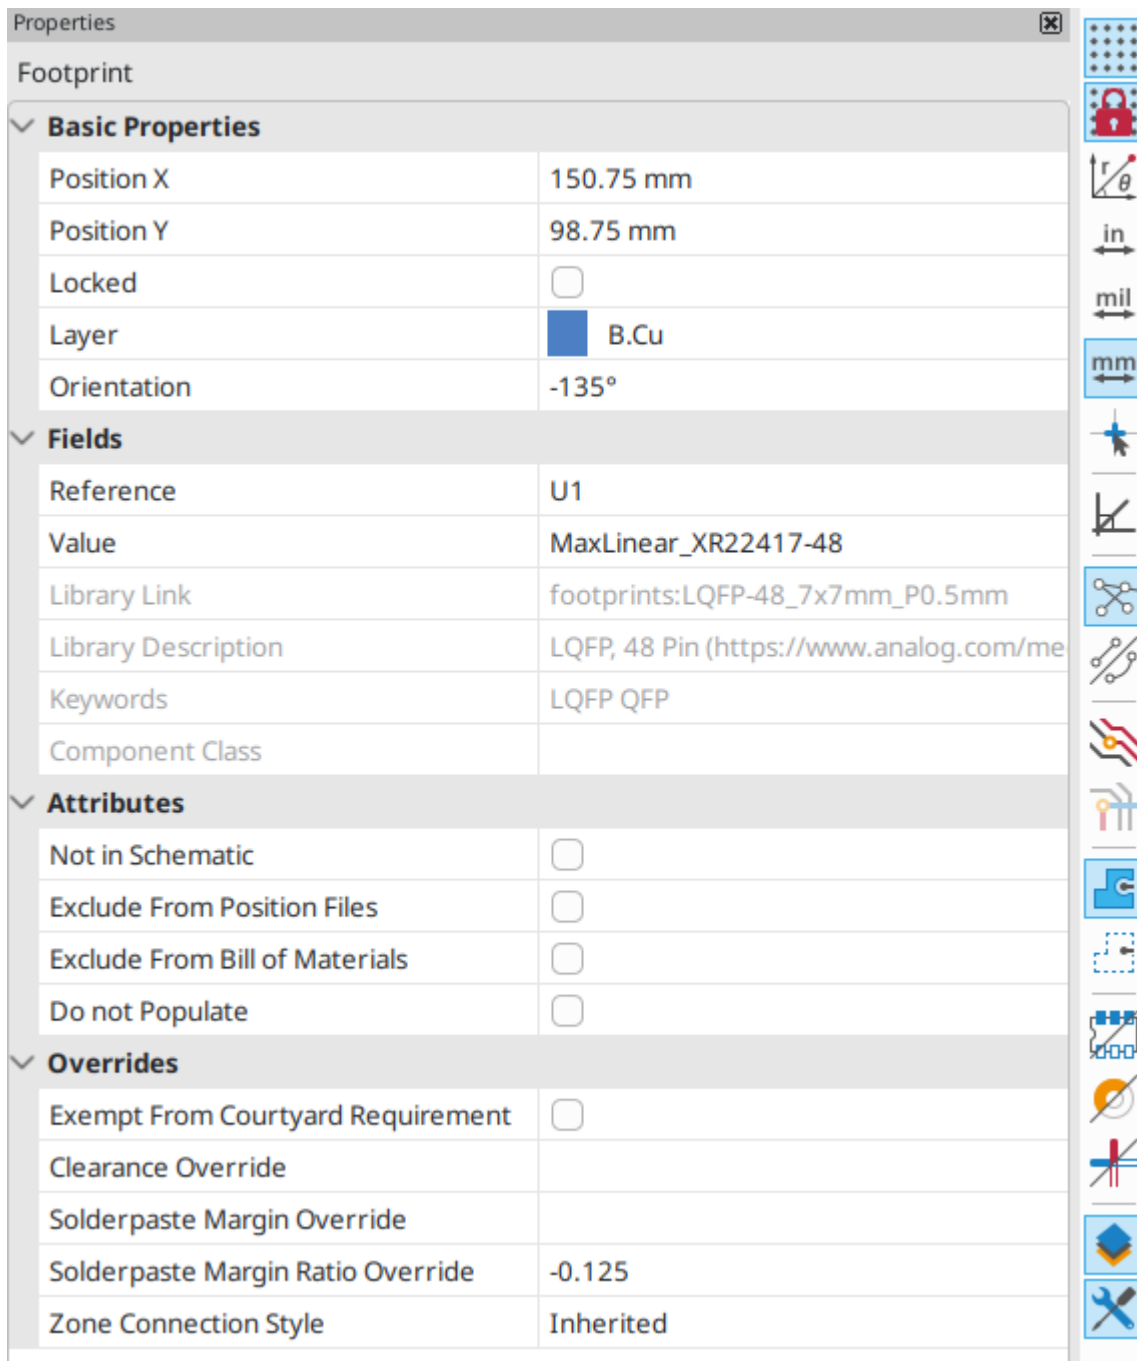 Properties
Footprint
Basic Properties
Position X 150.75 mm
Position Y 98.75 mm
Locked
Layer B.Cu
Orientation -135°
Fields
Reference U1
Value MaxLinear_XR22417-48
Library Link footprints:LQFP-48_7x7mm_P0.5mm
Library Description LQFP, 48 Pin (https://www.analog.com/me
Keywords LQFP QFP
Component Class
Attributes
Not in Schematic
Exclude From Position Files
Exclude From Bill of Materials
Do not Populate
Overrides
Exempt From Courtyard Requirement
Clearance Override
Solderpaste Margin Override
Solderpaste Margin Ratio Override -0.125
Zone Connection Style Inherited
r θ
in
mil
mm